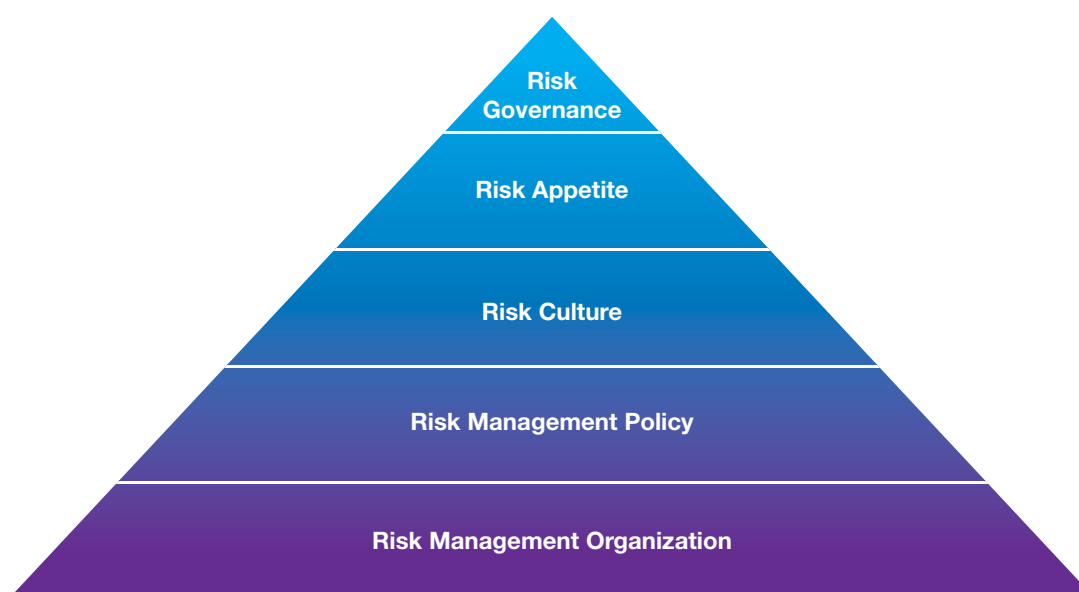 Risk
Governance
Risk Appetite
Risk Culture
Risk Management Policy
Risk Management Organization